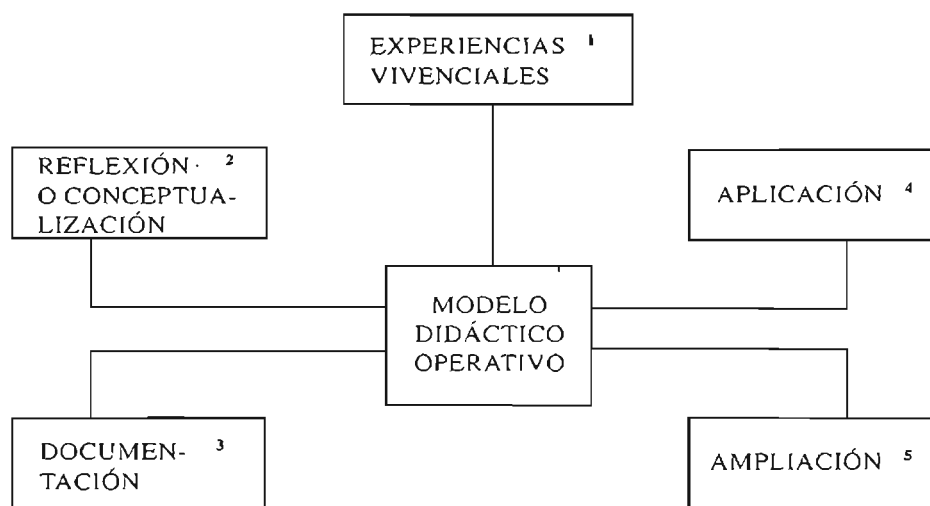 EXPERIENCIAS 1
VIVENCIALES
REFLEXIÓN · 2
O CONCEPTUA-
LIZACIÓN
APLICACIÓN 4
MODELO
DIDÁCTICO
OPERATIVO
DOCUMEN- 3
TACIÓN
AMPLIACIÓN 5